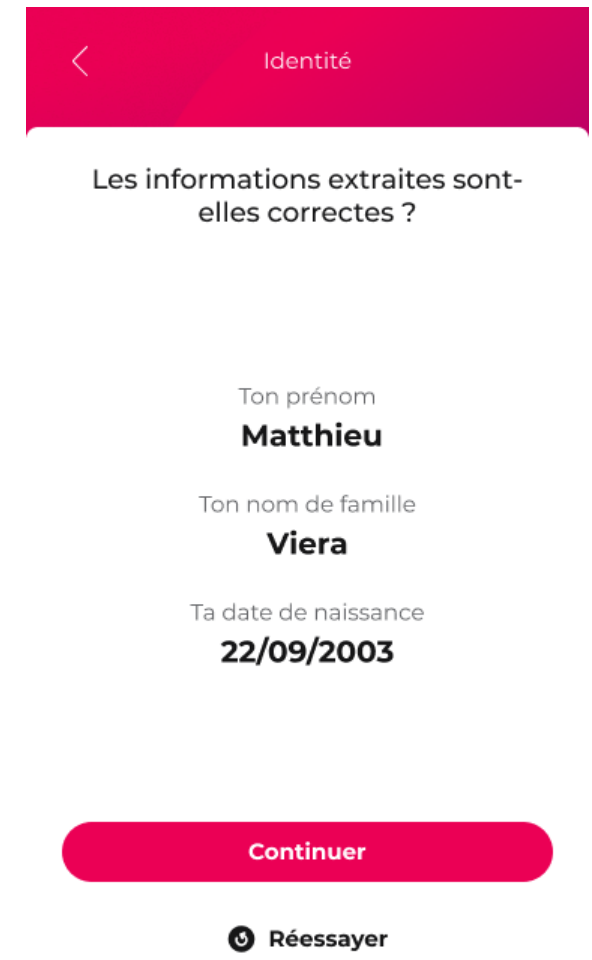 Identité
Les informations extraites sont-
elles correctes ?
Ton prénom
Matthieu
Ton nom de famille
Viera
Ta date de naissance
22/09/2003
Continuer
Réessayer